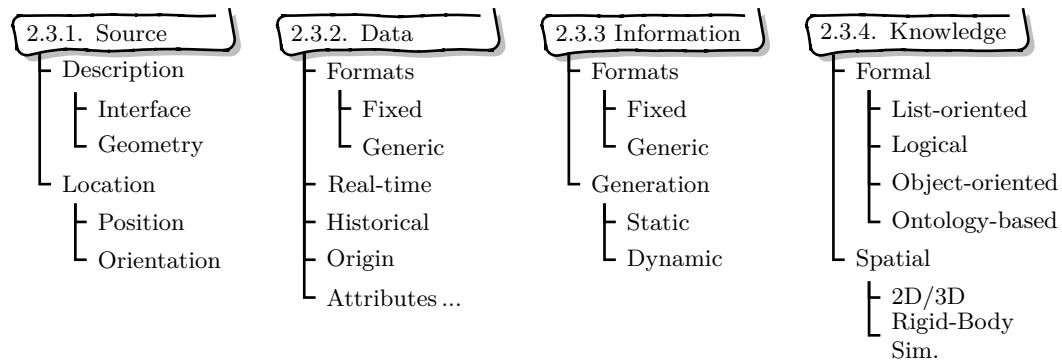 2.3.1. Source
Description
Interface
Geometry
Location
Position
Orientation
2.3.2. Data
Formats
Fixed
Generic
Real-time
Historical
Origin
Attributes ...
2.3.3 Information
Formats
Fixed
Generic
Generation
Static
Dynamic
2.3.4. Knowledge
Formal
List-oriented
Logical
Object-oriented
Ontology-based
Spatial
2D/3D
Rigid-Body
Sim.